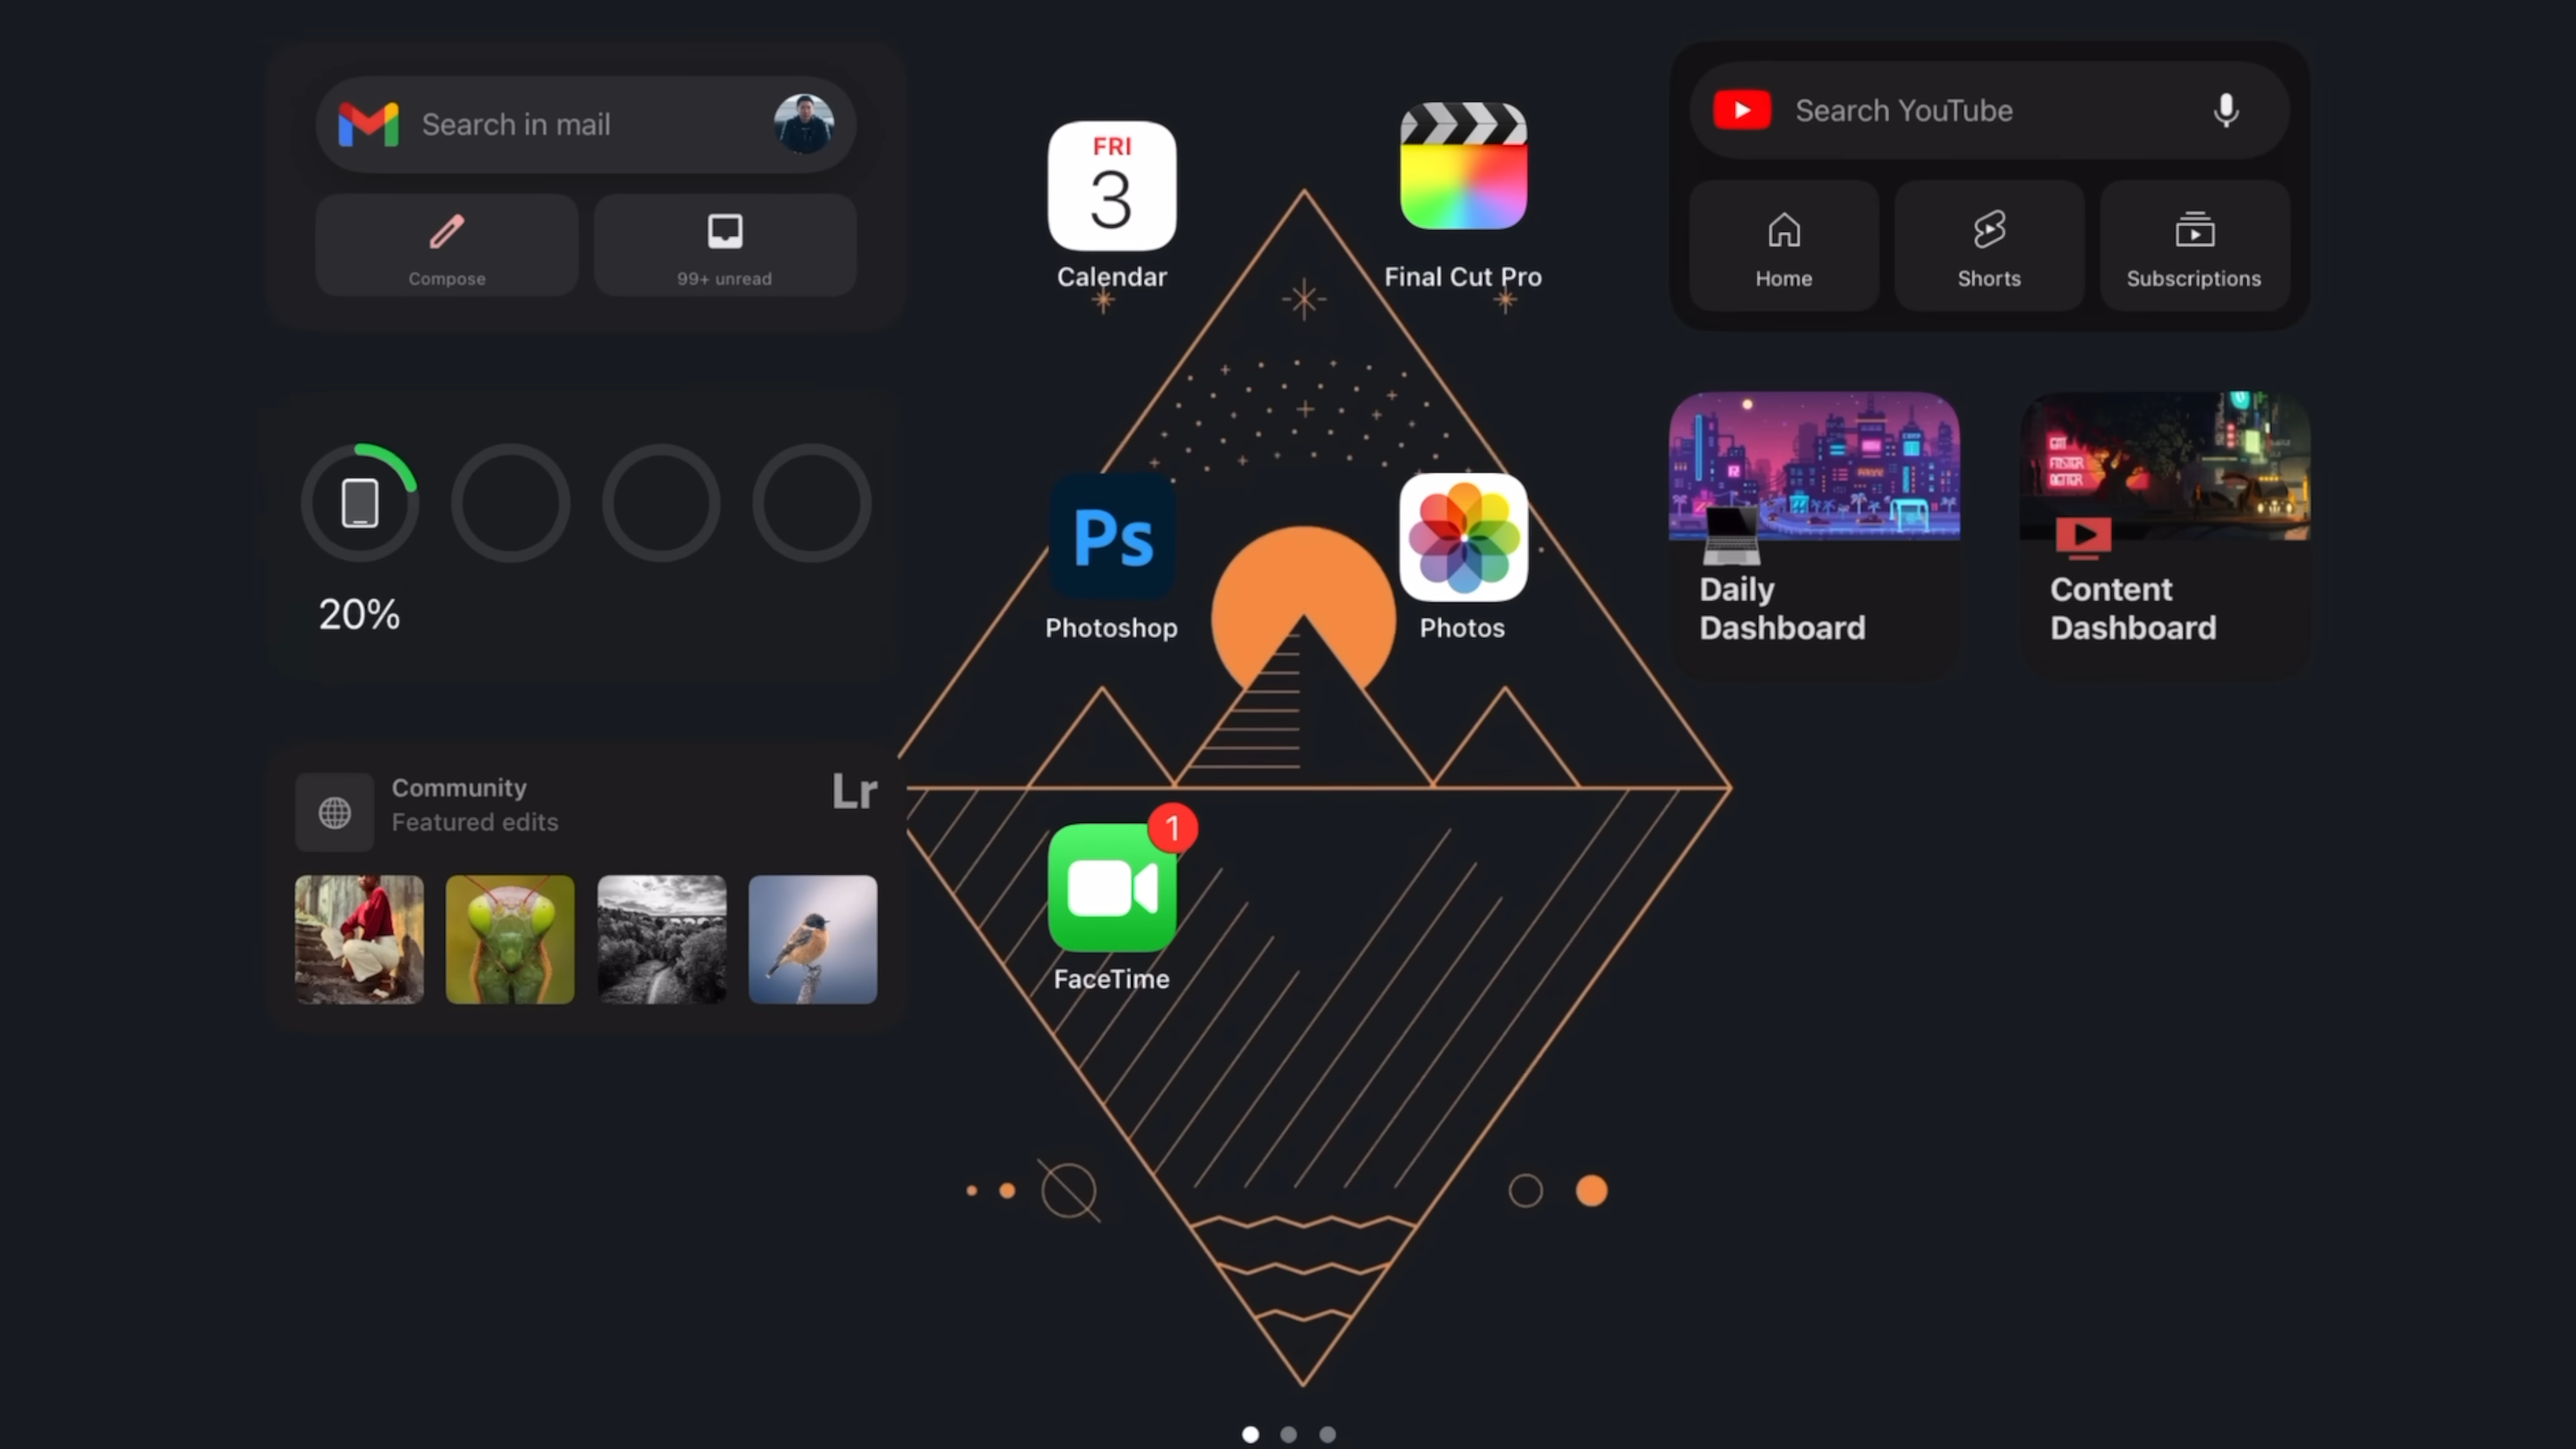 Search in mail
Compose
99+ unread
FRI
3
Calendar
Final Cut Pro
Search YouTube
Home
Shorts
Subscriptions
20%
Ps
Photoshop
Photos
Daily
Dashboard
Content
Dashboard
Community
Featured edits
Lr
1
FaceTime